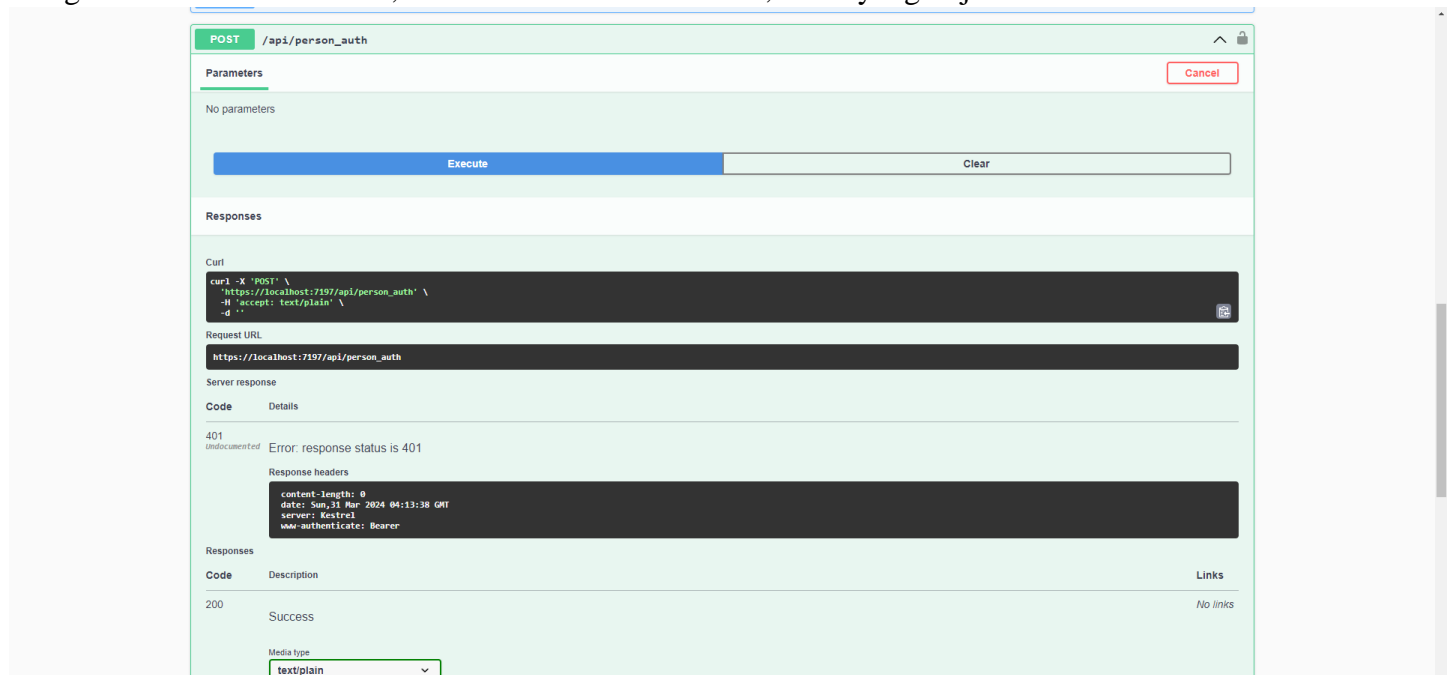 POST /api/person_auth
Parameters
Cancel
No parameters
Execute
Clear
Responses
Curl
curl -X 'POST' \
'https://localhost:7197/api/person_auth' \
-H 'accept: text/plain' \
-d ''
Request URL
https://localhost:7197/api/person_auth
Server response
Code Details
401
Undocumented
Error: response status is 401
Response headers
content-length: 0
date: Sun,31 Mar 2024 04:13:38 GMT
server: Kestrel
www-authenticate: Bearer
Responses
Code Description Links
200
Success
No links
Media type
text/plain